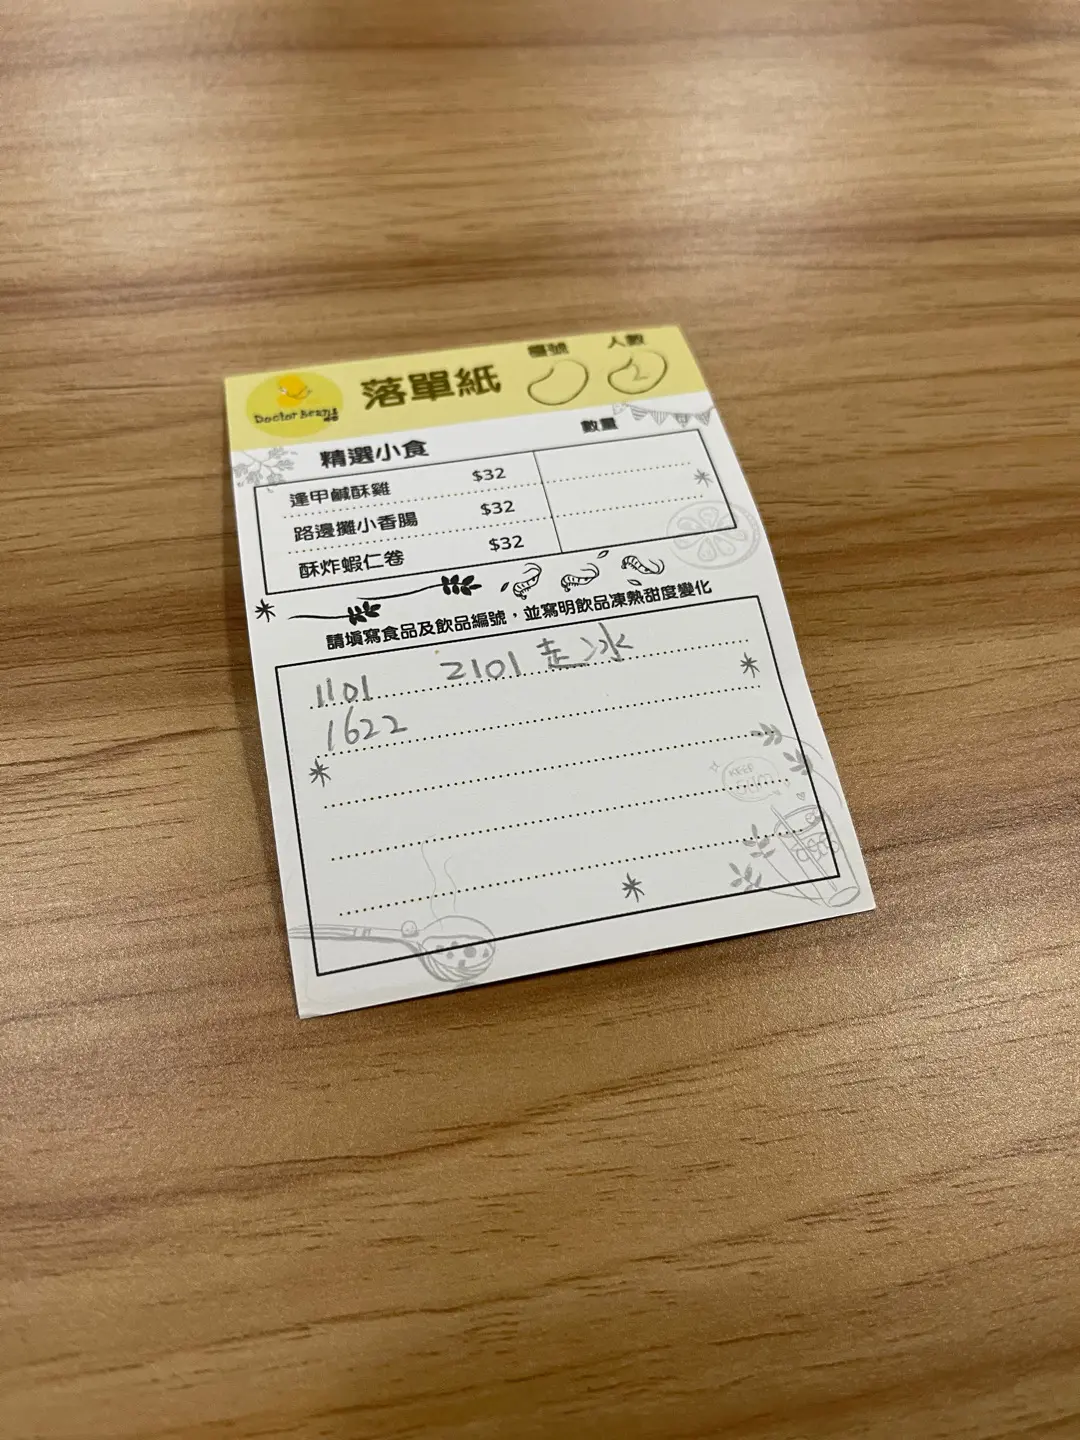 Doctor Beans
落單紙
檯號
人數
2
精選小食
數量
逢甲鹹酥雞 $32
路邊攤小香腸 $32
酥炸蝦仁卷 $32
請填寫食品及飲品編號，並寫明飲品凍熱甜度變化
1101 2101 走冰
1622
KEEP